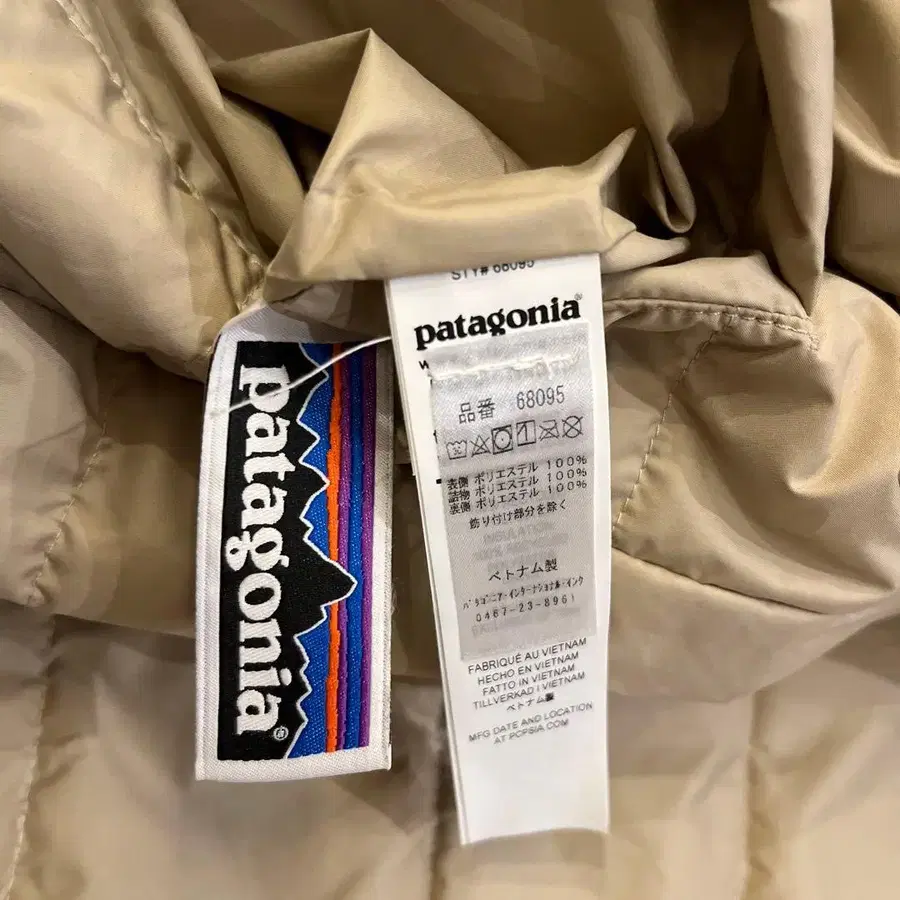 patagonia®
STY# 68095
patagonia®
品番 68095
表側 ポリエステル 100%
詰物 ポリエステル 100%
裏側 ポリエステル 100%
飾り付け部分を除く
ベトナム製
パタゴニア・インターナショナル・インク
0467-23-8961
FABRIQUÉ AU VIETNAM
HECHO EN VIETNAM
FATTO IN VIETNAM
TILLVERKAD I VIETNAM
ベトナム製
MFG DATE AND LOCATION
AT PCPSIA.COM